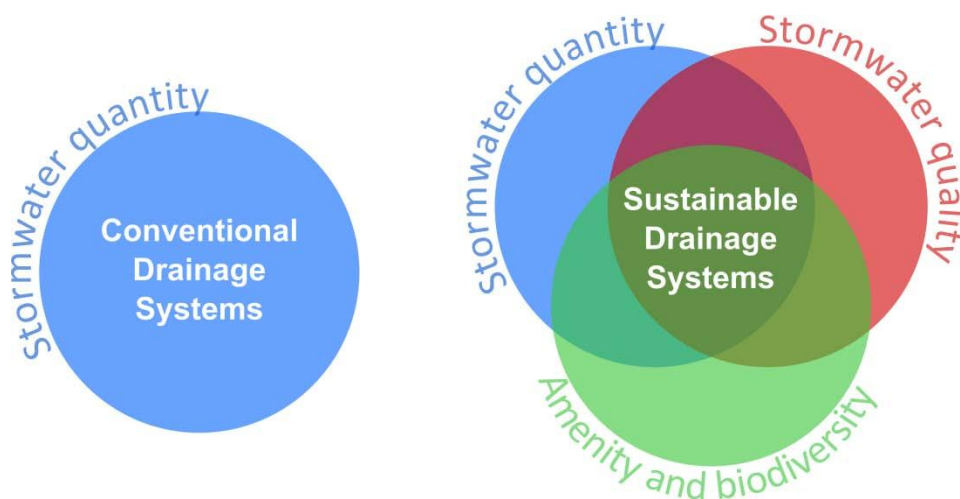 Stormwater quantity
Conventional
Drainage
Systems
Stormwater quantity
Stormwater quality
Sustainable
Drainage
Systems
Amenity and biodiversity